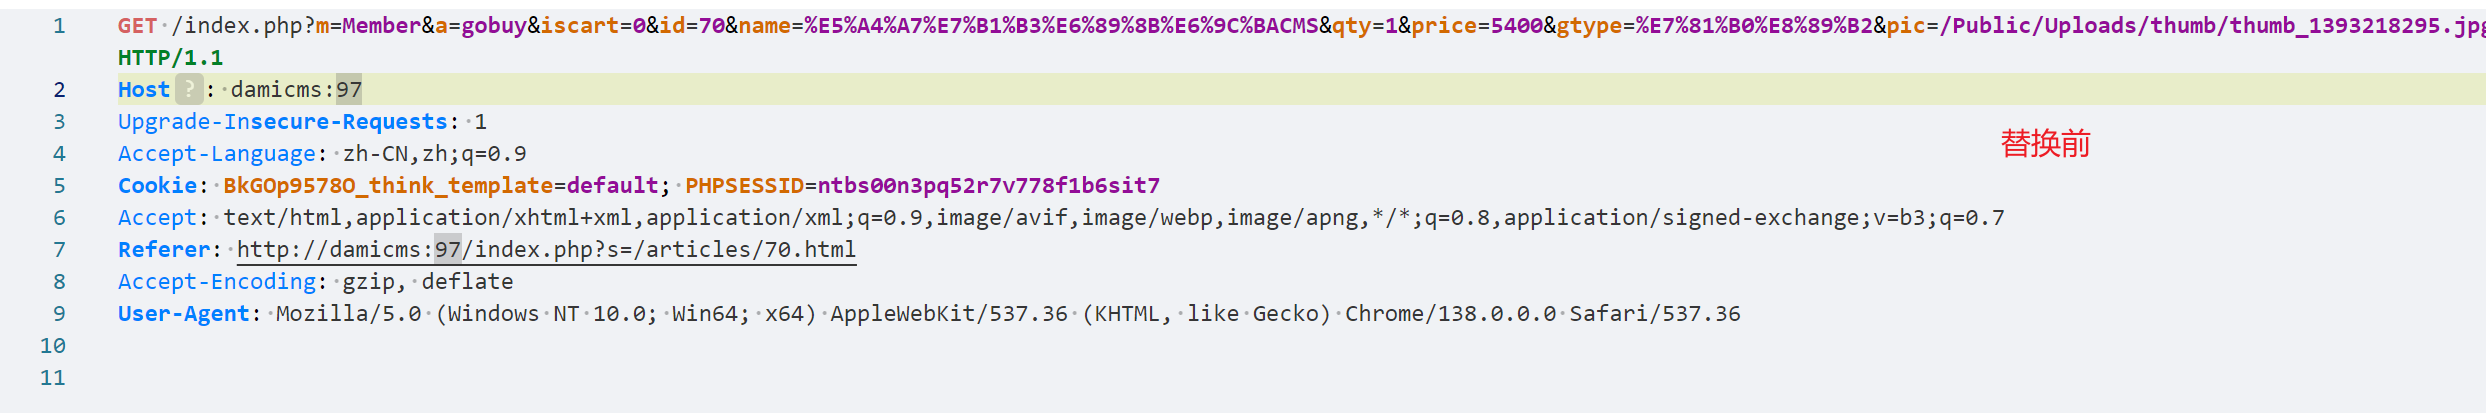 1 GET /index.php?m=Member&a=gobuy&iscart=0&id=70&name=%E5%A4%A7%E7%B1%B3%E6%89%8B%E6%9C%BACMS&qty=1&price=5400&gtype=%E7%81%B0%E8%89%B2&pic=/Public/Uploads/thumb/thumb_1393218295.jpg
HTTP/1.1
2 Host ? : damicms:97
3 Upgrade-Insecure-Requests: 1
替换前
4 Accept-Language: zh-CN,zh;q=0.9
5 Cookie: BkGOp9578O_think_template=default; PHPSESSID=ntbs00n3pq52r7v778f1b6sit7
6 Accept: text/html,application/xhtml+xml,application/xml;q=0.9,image/avif,image/webp,image/apng,*/*;q=0.8,application/signed-exchange;v=b3;q=0.7
7 Referer: http://damicms:97/index.php?s=/articles/70.html
8 Accept-Encoding: gzip, deflate
9 User-Agent: Mozilla/5.0 (Windows NT 10.0; Win64; x64) AppleWebKit/537.36 (KHTML, like Gecko) Chrome/138.0.0.0 Safari/537.36
10
11